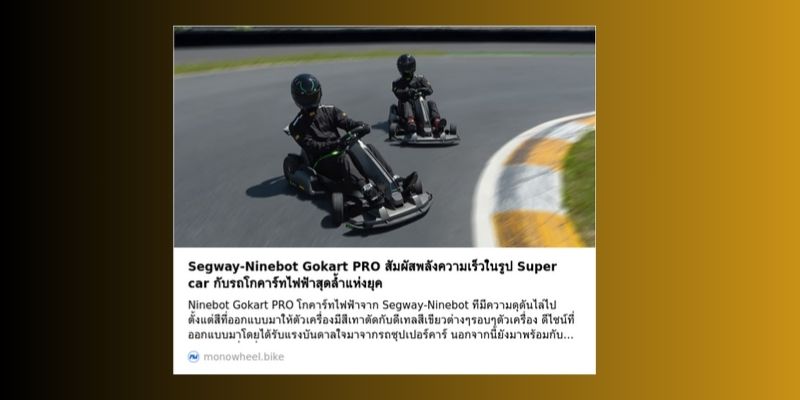 Segway-Ninebot Gokart PRO สัมผัสพลังความเร็วในรูป Super
car กับรถโกคาร์ทไฟฟ้าสุดล้ำแห่งยุค
Ninebot Gokart PRO โกคาร์ทไฟฟ้าจาก Segway-Ninebot ที่มีความดุดันไล่ไป
ตั้งแต่สีที่ออกแบบมาให้ตัวเครื่องมีสีเทาตัดกับดีเทลสีเขียวต่างๆรอบๆตัวเครื่อง ดีไซน์ที่
ออกแบบมาโดยได้รับแรงบันดาลใจมาจากรถซุปเปอร์คาร์ นอกจากนี้ยังมาพร้อมกับ...
monowheel.bike